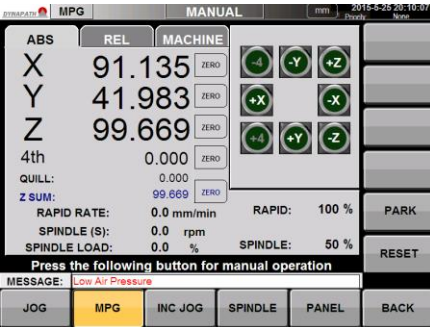 DYNAPATH MPG MANUAL mm 2015-5-25 20:10:07
Priority: None
ABS REL MACHINE
X 91.135 ZERO
Y 41.983 ZERO
Z 99.669 ZERO
4th 0.000 ZERO
QUILL: 0.000
Z SUM: 99.669 ZERO
-4 -Y +Z
+X -X
+4 +Y -Z
RAPID RATE: 0.0 mm/min RAPID: 100 %
SPINDLE (S): 0.0 rpm
SPINDLE LOAD: 0.0 % SPINDLE: 50 %
PARK
RESET
Press the following button for manual operation
MESSAGE: Low Air Pressure
JOG MPG INC JOG SPINDLE PANEL BACK